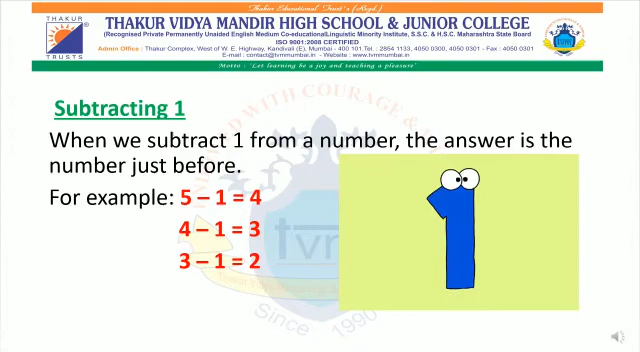 Thakur Educational Trust's (Regd.)
THAKUR VIDYA MANDIR HIGH SCHOOL & JUNIOR COLLEGE
(Recognised Private Permanently Unaided English Medium Co-educational Linguistic Minority Institute, S.S.C. & H.S.C. Maharashtra State Board
ISO 9001:2008 CERTIFIED
Admin Office : Thakur Complex, West of W. E. Highway, Kandivali (E), Mumbai - 400 101. Tel. : 2854 1133, 4050 0301, 4050 0301 - Fax : 4050 0301
E-mail : contact@tvmmumbai.in - Website : www.tvmmumbai.in
Motto : "Let learning be a joy and teaching a pleasure"
THAKUR
TRUSTS
tvm
Subtracting 1
When we subtract 1 from a number, the answer is the
number just before.
For example: 5 – 1 = 4
4 – 1 = 3
3 – 1 = 2
1
WITH COURAGE &
tvm
Since 1990